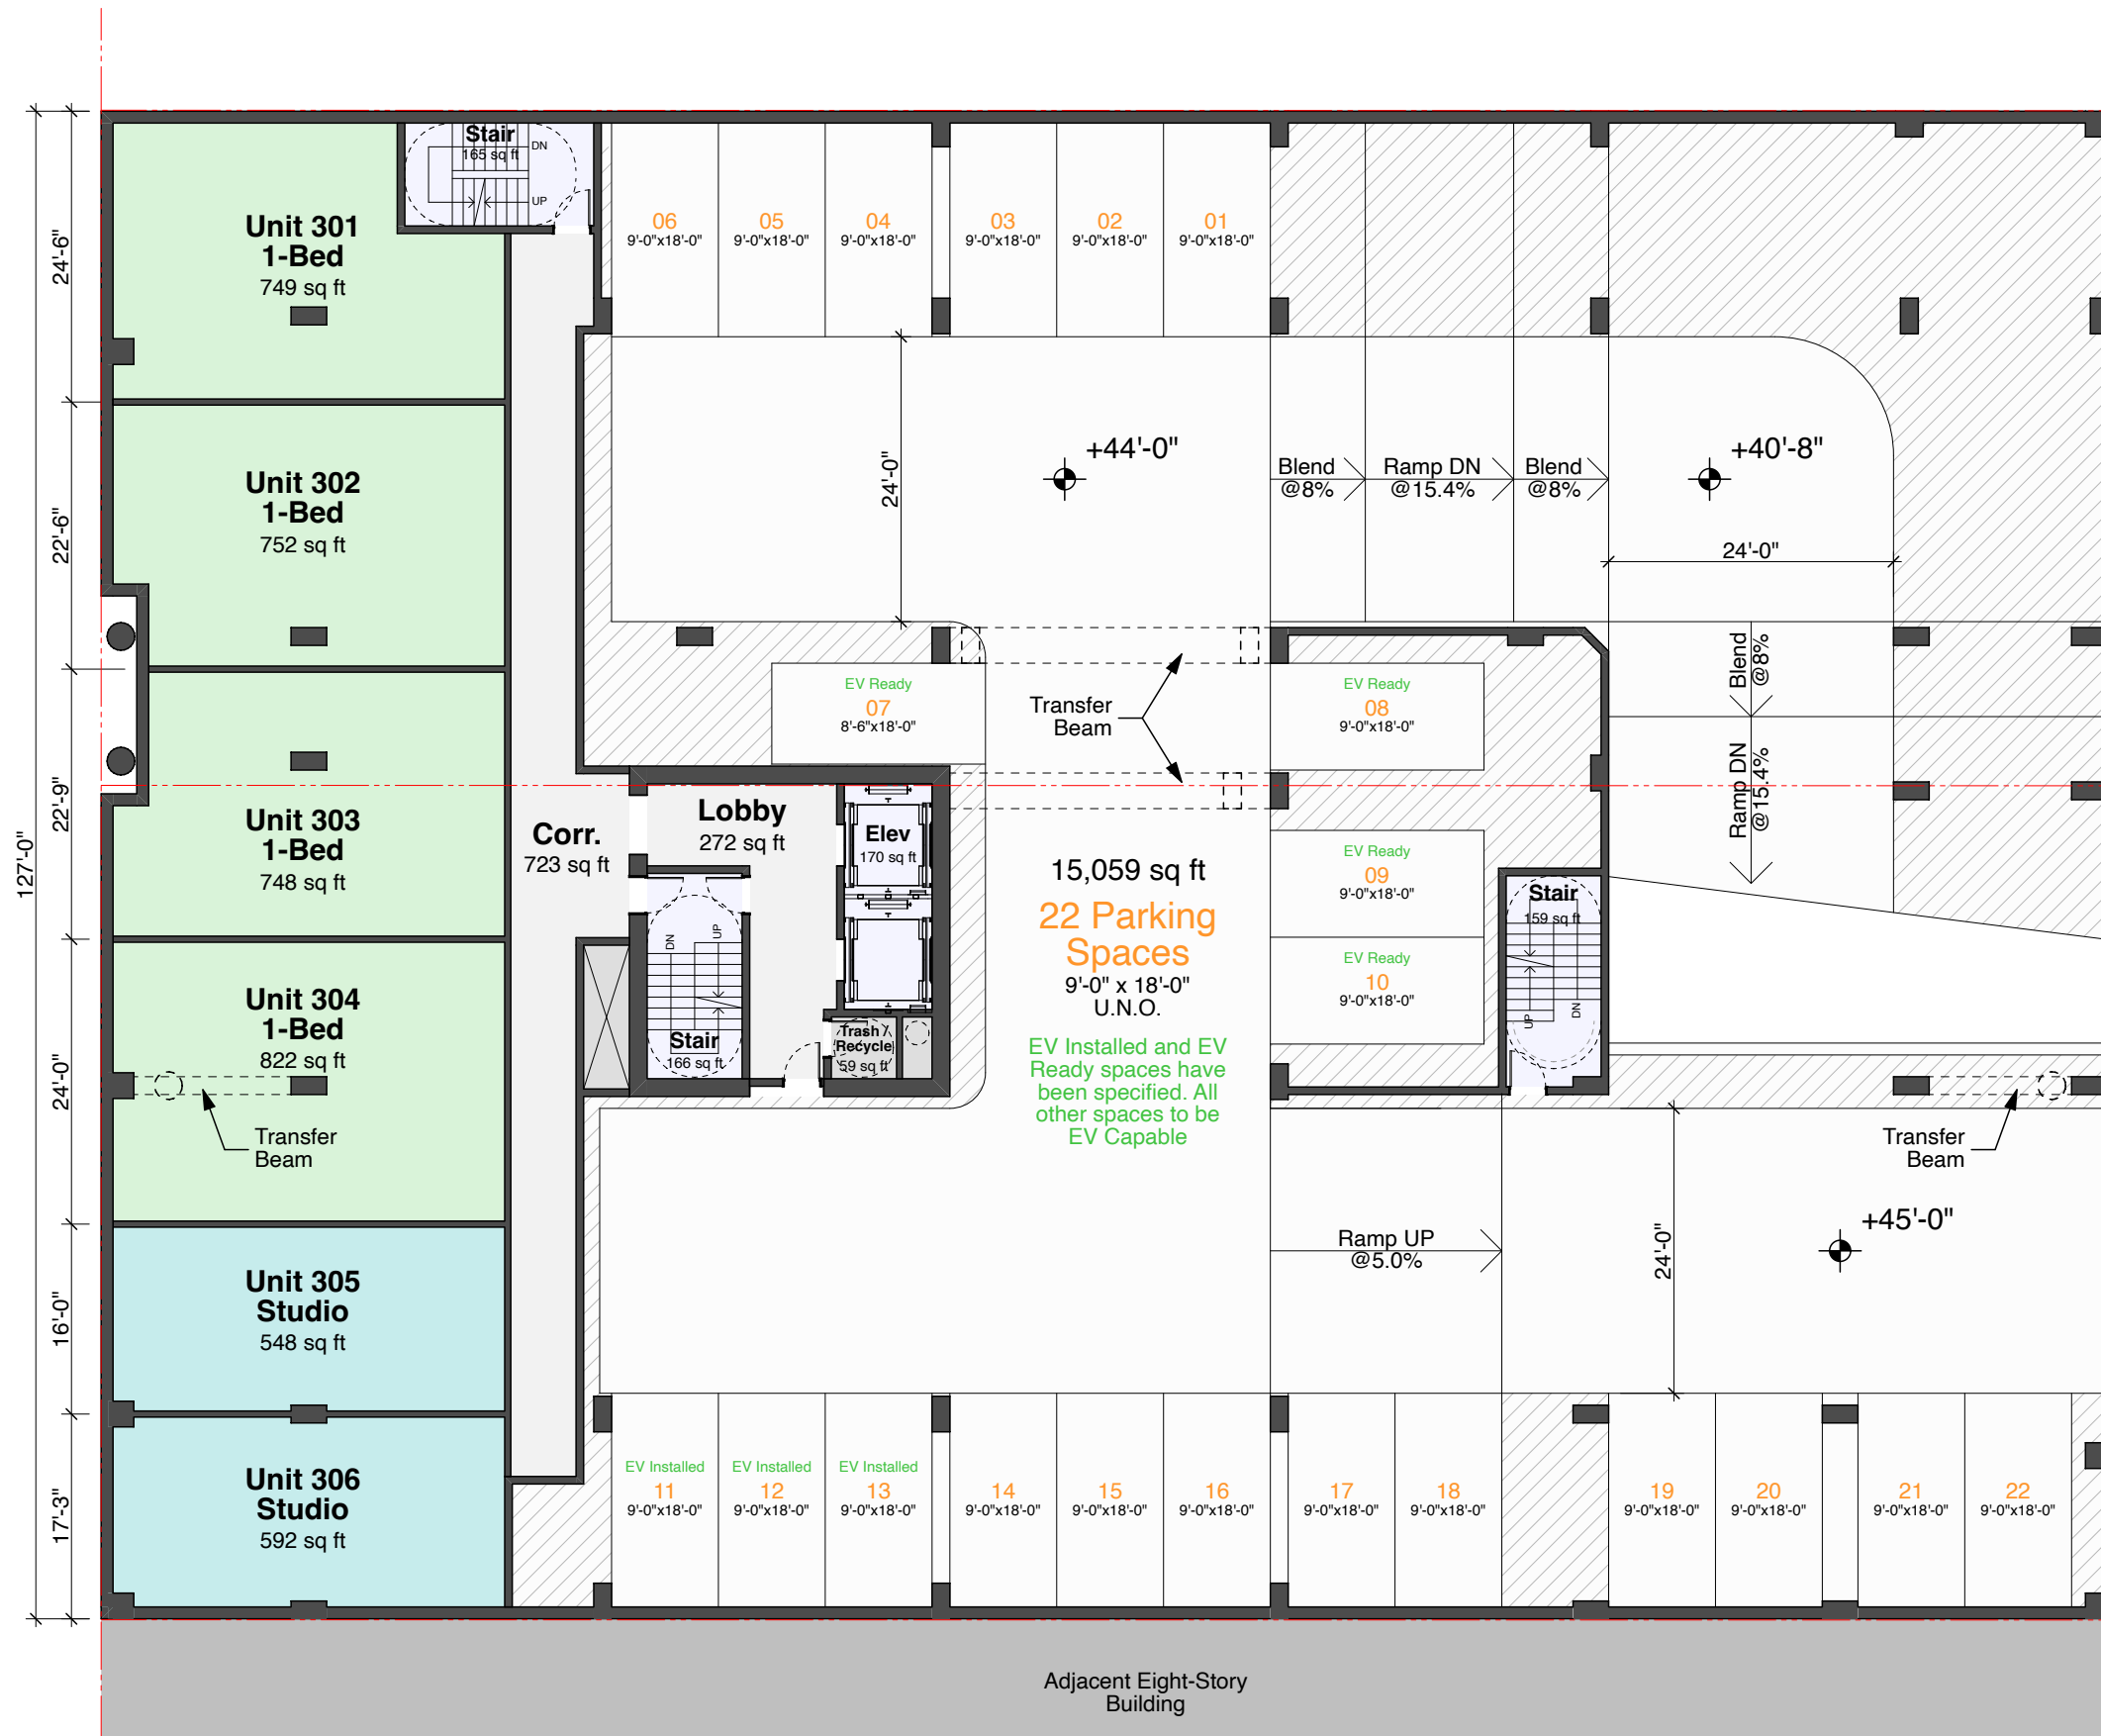 Stair
165 sq ft
DN
UP
Unit 301
1-Bed
749 sq ft
24'-6"
06
9'-0"x18'-0"
05
9'-0"x18'-0"
04
9'-0"x18'-0"
03
9'-0"x18'-0"
02
9'-0"x18'-0"
01
9'-0"x18'-0"
Unit 302
1-Bed
752 sq ft
22'-6"
24'-0"
+44'-0"
Blend
@8%
Ramp DN
@15.4%
Blend
@8%
+40'-8"
24'-0"
Blend
@8%
Ramp DN
@15.4%
EV Ready
07
8'-6"x18'-0"
Transfer
Beam
EV Ready
08
9'-0"x18'-0"
22'-9"
127'-0"
Unit 303
1-Bed
748 sq ft
Corr.
723 sq ft
Lobby
272 sq ft
Elev
170 sq ft
15,059 sq ft
22 Parking
Spaces
9'-0" x 18'-0"
U.N.O.
EV Installed and EV
Ready spaces have
been specified. All
other spaces to be
EV Capable
EV Ready
09
9'-0"x18'-0"
EV Ready
10
9'-0"x18'-0"
Stair
159 sq ft
UP
DN
DN
UP
Stair
166 sq ft
Trash /
Recycle
59 sq ft
Unit 304
1-Bed
822 sq ft
24'-0"
Transfer
Beam
Transfer
Beam
Ramp UP
@5.0%
24'-0"
+45'-0"
Unit 305
Studio
548 sq ft
16'-0"
Unit 306
Studio
592 sq ft
17'-3"
EV Installed
11
9'-0"x18'-0"
EV Installed
12
9'-0"x18'-0"
EV Installed
13
9'-0"x18'-0"
14
9'-0"x18'-0"
15
9'-0"x18'-0"
16
9'-0"x18'-0"
17
9'-0"x18'-0"
18
9'-0"x18'-0"
19
9'-0"x18'-0"
20
9'-0"x18'-0"
21
9'-0"x18'-0"
22
9'-0"x18'-0"
Adjacent Eight-Story
Building